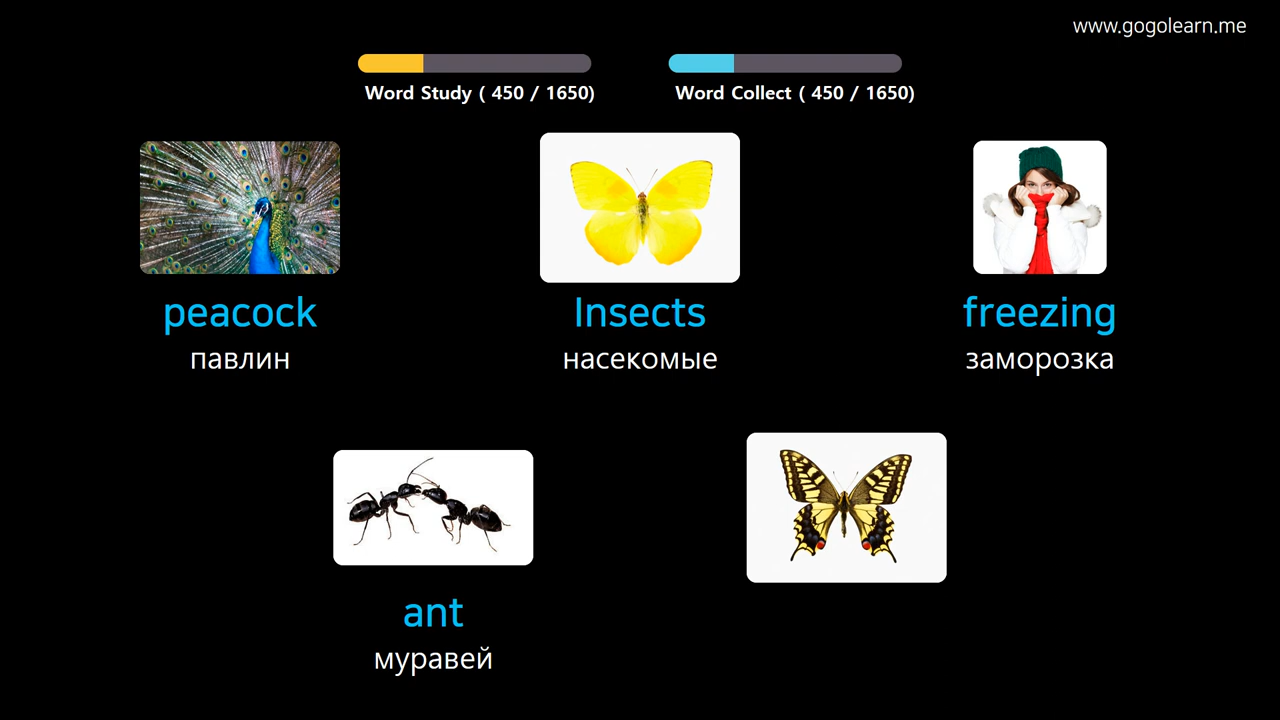 www.gogolearn.me
Word Study ( 450 / 1650)
Word Collect ( 450 / 1650)
peacock
павлин
Insects
насекомые
freezing
заморозка
ant
муравей